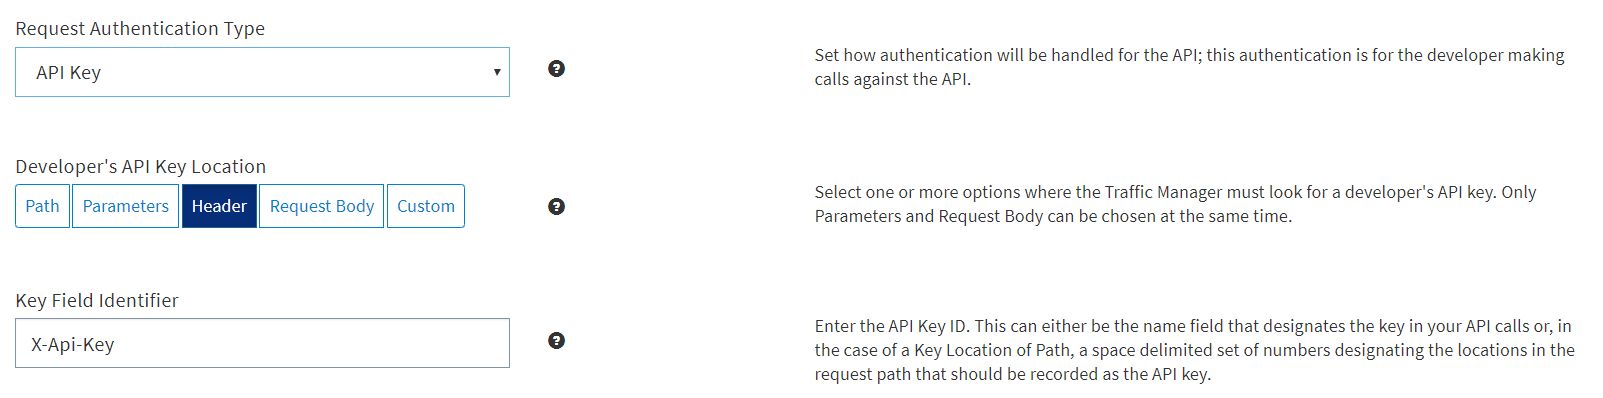 Request Authentication Type
API Key
Set how authentication will be handled for the API; this authentication is for the developer making
calls against the API.
Developer's API Key Location
Path Parameters Header Request Body Custom
Select one or more options where the Traffic Manager must look for a developer's API key. Only
Parameters and Request Body can be chosen at the same time.
Key Field Identifier
X-Api-Key
Enter the API Key ID. This can either be the name field that designates the key in your API calls or, in
the case of a Key Location of Path, a space delimited set of numbers designating the locations in the
request path that should be recorded as the API key.